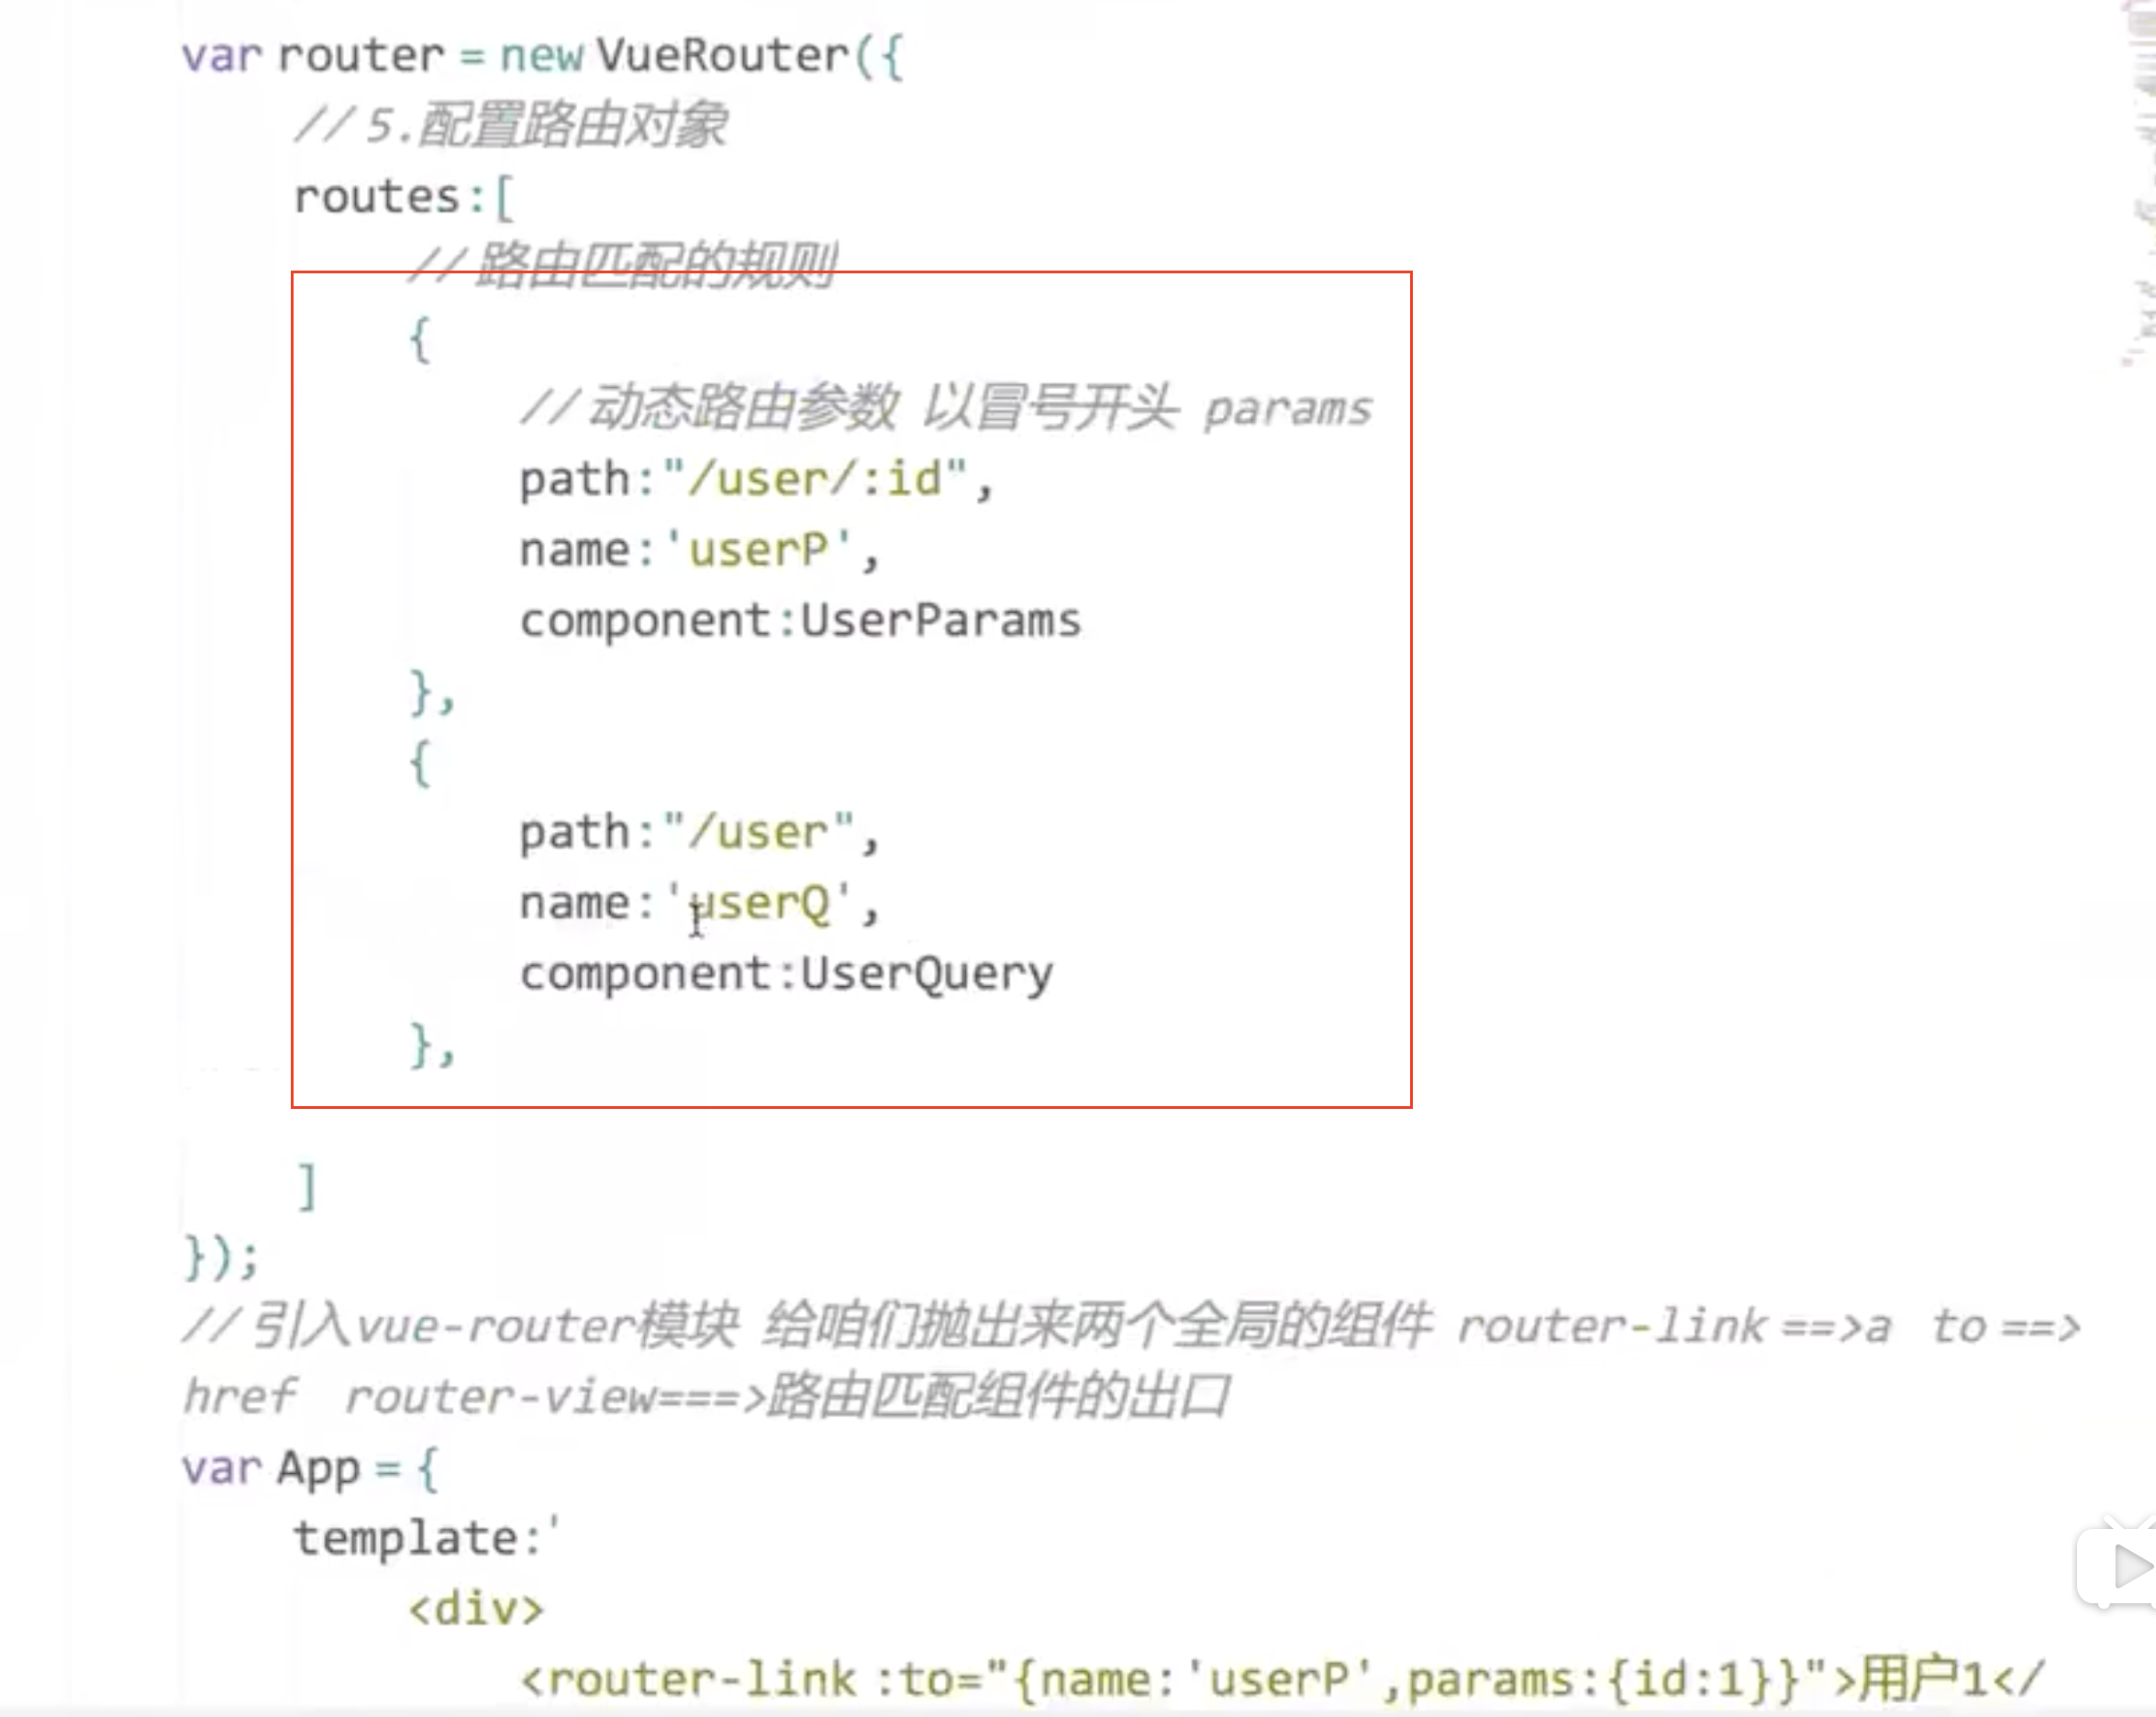 var router = new VueRouter({
//5.配置路由对象
routes:[
//路由匹配的规则
{
//动态路由参数 以冒号开头 params
path:"/user/:id",
name:'userP',
component:UserParams
},
{
path:"/user",
name:'userQ',
component:UserQuery
},
]
});
//引入vue-router模块 给咱们抛出来两个全局的组件 router-link==>a to==>
href router-view===>路由匹配组件的出口
var App = {
template:`
<div>
<router-link :to="{name:'userP',params:{id:1}}">用户1</